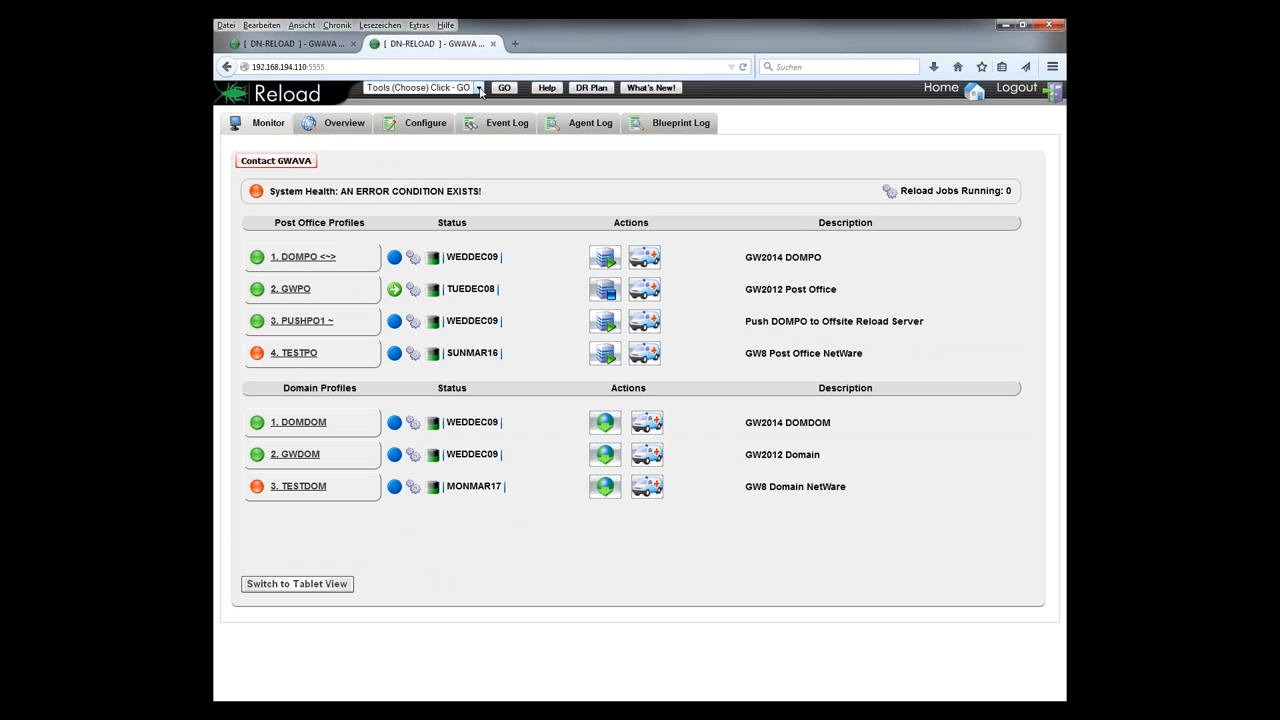 Datei Bearbeiten Ansicht Chronik Lesezeichen Extras Hilfe
[ DN-RELOAD ] - GWAVA ... [ DN-RELOAD ] - GWAVA ...
192.168.194.110:5555 Suchen
Reload Tools (Choose) Click - GO GO Help DR Plan What's New! Home Logout
Monitor Overview Configure Event Log Agent Log Blueprint Log
Contact GWAVA
System Health: AN ERROR CONDITION EXISTS! Reload Jobs Running: 0
Post Office Profiles Status Actions Description
1. DOMPO <~> | WEDDEC09 | GW2014 DOMPO
2. GWPO | TUEDEC08 | GW2012 Post Office
3. PUSHPO1 ~ | WEDDEC09 | Push DOMPO to Offsite Reload Server
4. TESTPO | SUNMAR16 | GW8 Post Office NetWare
Domain Profiles Status Actions Description
1. DOMDOM | WEDDEC09 | GW2014 DOMDOM
2. GWDOM | WEDDEC09 | GW2012 Domain
3. TESTDOM | MONMAR17 | GW8 Domain NetWare
Switch to Tablet View